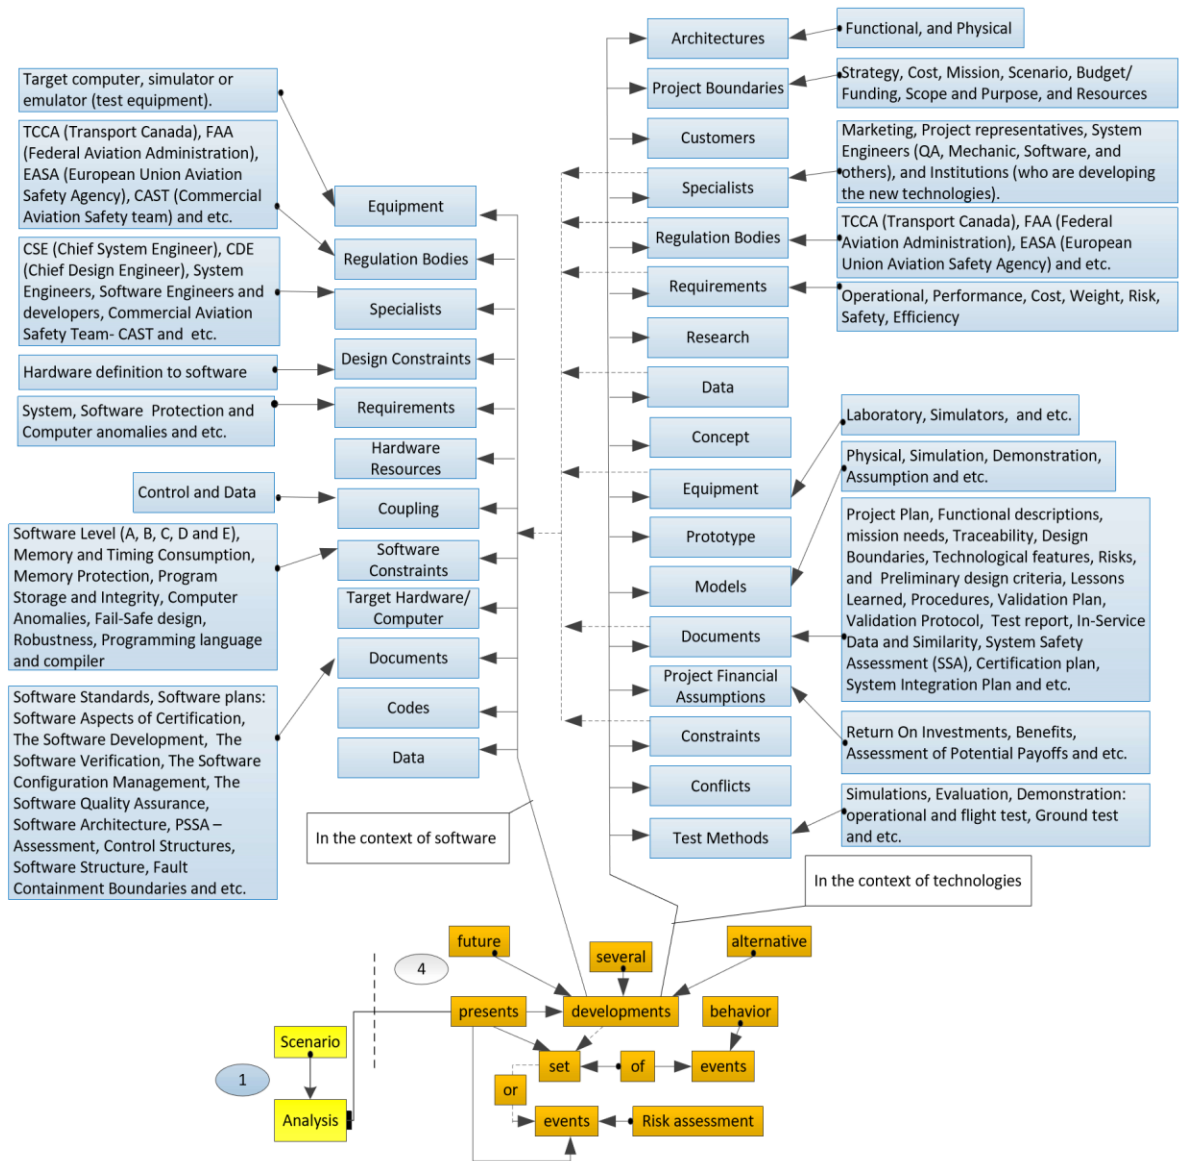 Target computer, simulator or
emulator (test equipment).
TCCA (Transport Canada), FAA
(Federal Aviation Administration),
EASA (European Union Aviation
Safety Agency), CAST (Commercial
Aviation Safety team) and etc.
CSE (Chief System Engineer), CDE
(Chief Design Engineer), System
Engineers, Software Engineers and
developers, Commercial Aviation
Safety Team- CAST and etc.
Hardware definition to software
System, Software Protection and
Computer anomalies and etc.
Control and Data
Software Level (A, B, C, D and E),
Memory and Timing Consumption,
Memory Protection, Program
Storage and Integrity, Computer
Anomalies, Fail-Safe design,
Robustness, Programming language
and compiler
Software Standards, Software plans:
Software Aspects of Certification,
The Software Development, The
Software Verification, The Software
Configuration Management, The
Software Quality Assurance,
Software Architecture, PSSA –
Assessment, Control Structures,
Software Structure, Fault
Containment Boundaries and etc.
Equipment
Regulation Bodies
Specialists
Design Constraints
Requirements
Hardware
Resources
Coupling
Software
Constraints
Target Hardware/
Computer
Documents
Codes
Data
In the context of software
Architectures
Project Boundaries
Customers
Specialists
Regulation Bodies
Requirements
Research
Data
Concept
Equipment
Prototype
Models
Documents
Project Financial
Assumptions
Constraints
Conflicts
Test Methods
Functional, and Physical
Strategy, Cost, Mission, Scenario, Budget/
Funding, Scope and Purpose, and Resources
Marketing, Project representatives, System
Engineers (QA, Mechanic, Software, and
others), and Institutions (who are developing
the new technologies).
TCCA (Transport Canada), FAA (Federal
Aviation Administration), EASA (European
Union Aviation Safety Agency) and etc.
Operational, Performance, Cost, Weight, Risk,
Safety, Efficiency
Laboratory, Simulators, and etc.
Physical, Simulation, Demonstration,
Assumption and etc.
Project Plan, Functional descriptions,
mission needs, Traceability, Design
Boundaries, Technological features, Risks,
and Preliminary design criteria, Lessons
Learned, Procedures, Validation Plan,
Validation Protocol, Test report, In-Service
Data and Similarity, System Safety
Assessment (SSA), Certification plan,
System Integration Plan and etc.
Return On Investments, Benefits,
Assessment of Potential Payoffs and etc.
Simulations, Evaluation, Demonstration:
operational and flight test, Ground test
and etc.
In the context of technologies
future
several
alternative
4
presents
developments
behavior
Scenario
set
of
events
1
or
Analysis
events
Risk assessment